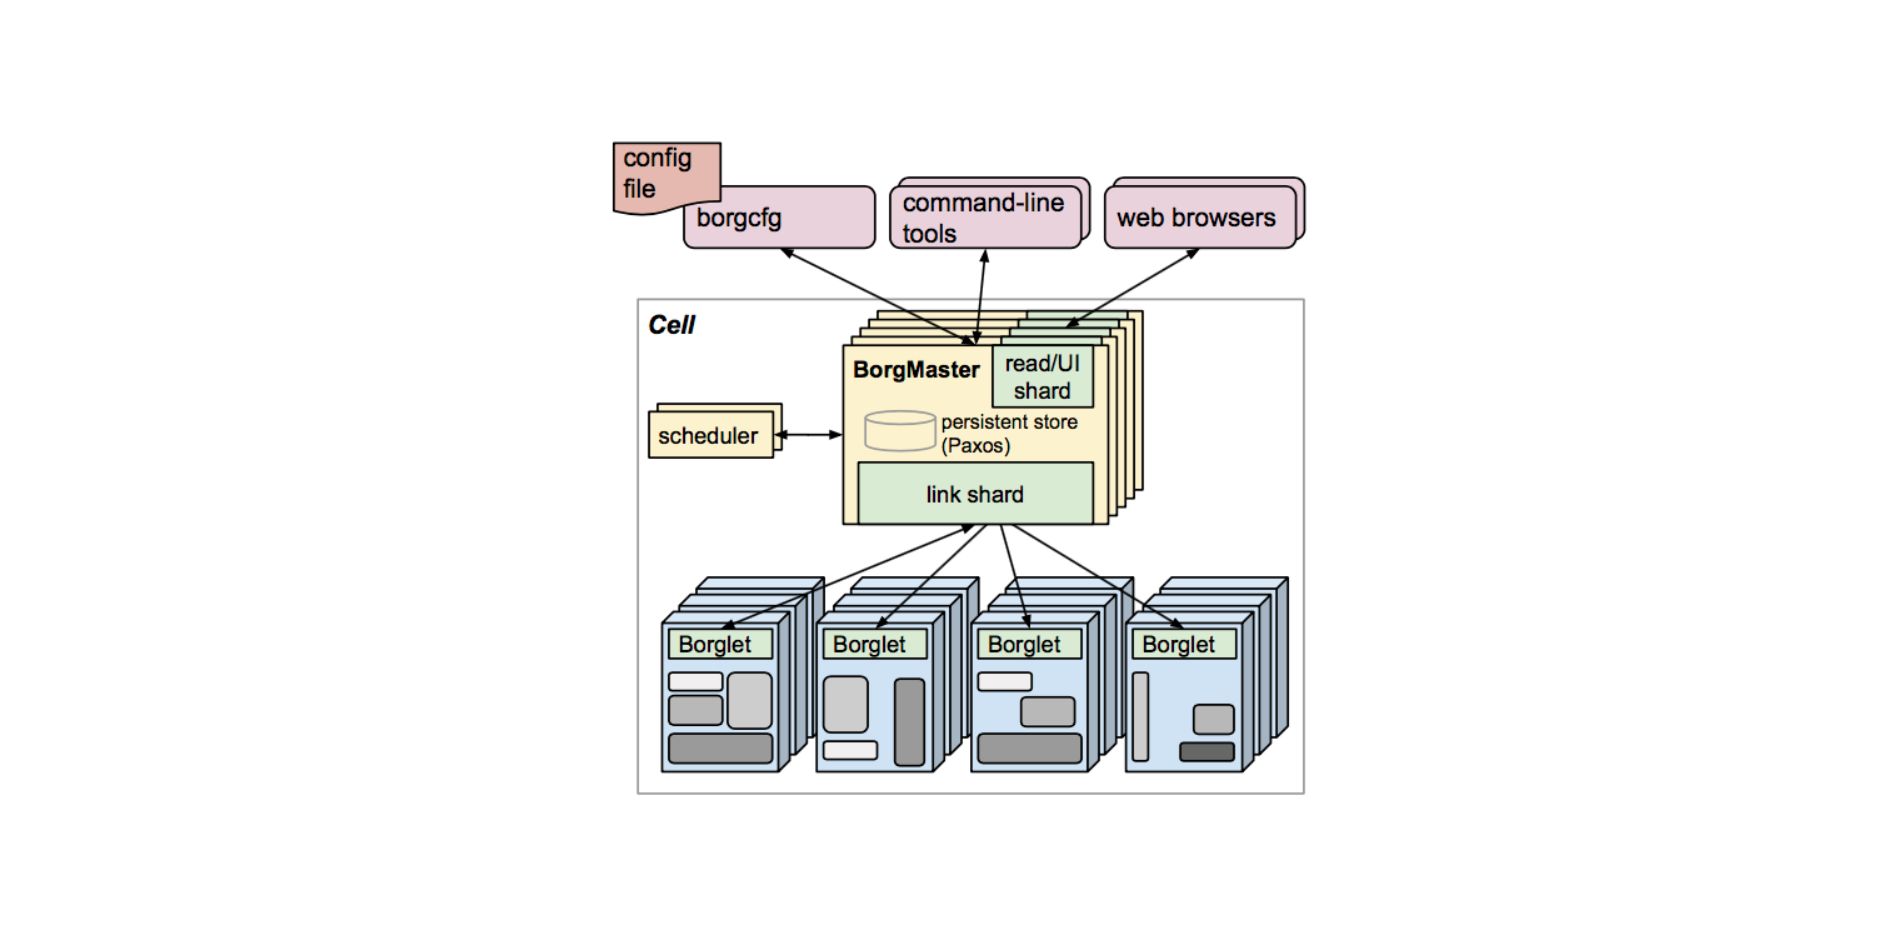 config
file
borgcfg
command-line
tools
web browsers
Cell
BorgMaster
read/UI
shard
persistent store
(Paxos)
scheduler
link shard
Borglet
Borglet
Borglet
Borglet